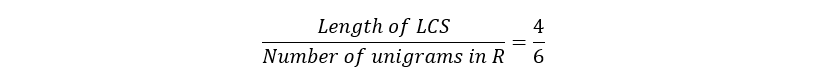 Length of LCS / Number of unigrams in R = 4 / 6